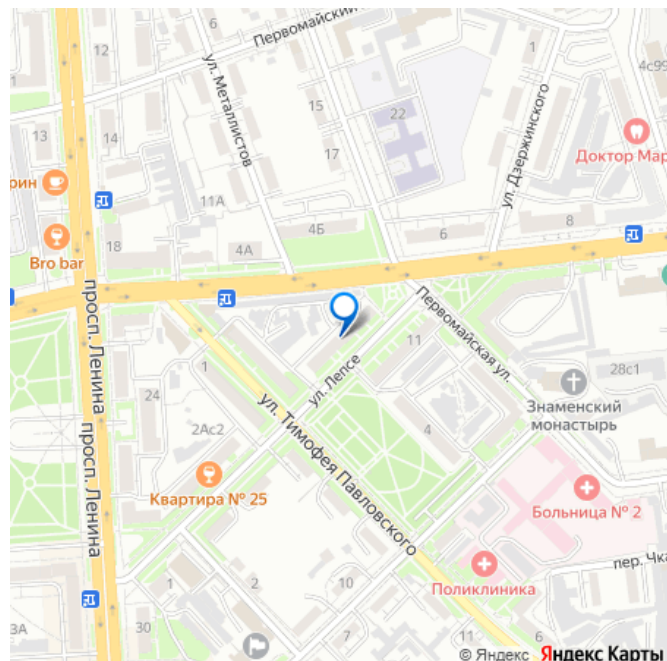 6
Первомайский
12
ул. Металлистов
1
4с99
15
22
13
14
17
ул. Дзержинского
Доктор Мар
рин
11А
4Б
6
8
18
4А
Bro bar
просп. Ленина
Первомайская ул.
1
11
ул. Лепсе
28с1
24
Знаменский
монастырь
ул. Тимофея Павловского
2Ас2
4
просп. Ленина
Квартира № 25
Больница № 2
пер. Чка
Поликлиника
1
2
10
3А
30
7
11
6
© Яндекс Яндекс Карты